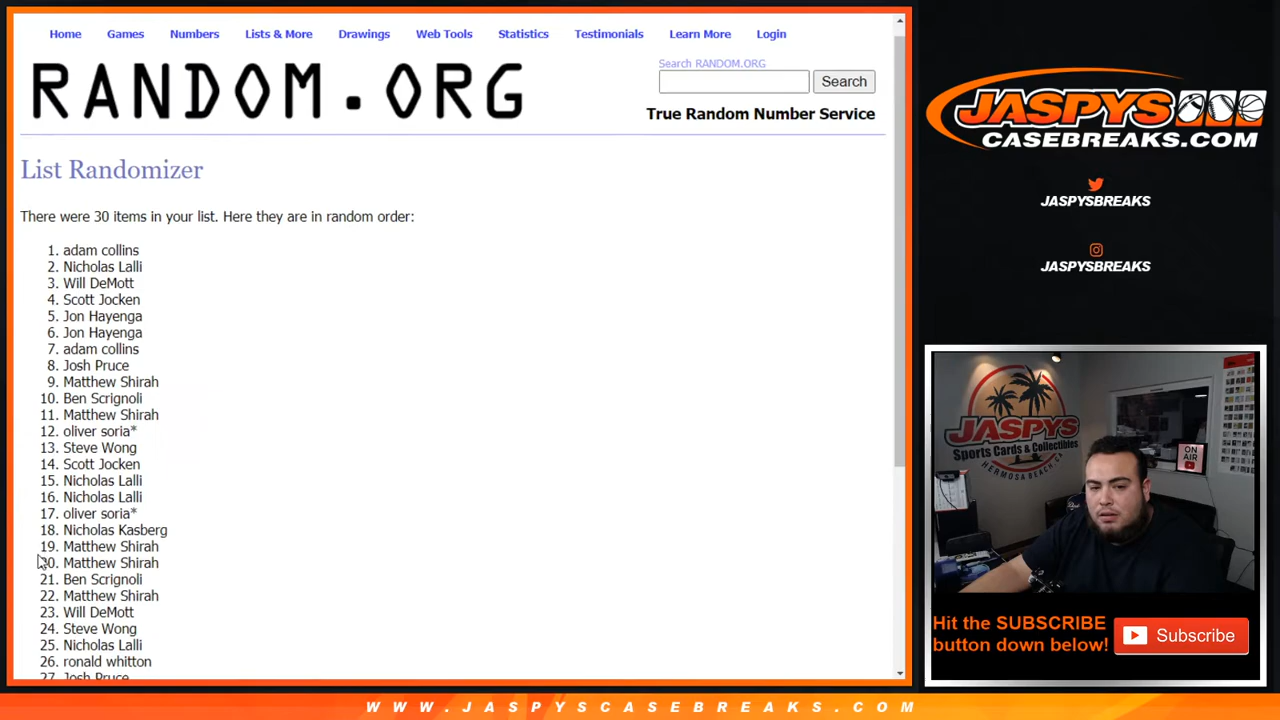 Home Games Numbers Lists & More Drawings Web Tools Statistics Testimonials Learn More Login
Search RANDOM.ORG
RANDOM.ORG
Search
True Random Number Service
List Randomizer
There were 30 items in your list. Here they are in random order:
1. adam collins
2. Nicholas Lalli
3. Will DeMott
4. Scott Jocken
5. Jon Hayenga
6. Jon Hayenga
7. adam collins
8. Josh Pruce
9. Matthew Shirah
10. Ben Scrignoli
11. Matthew Shirah
12. oliver soria*
13. Steve Wong
14. Scott Jocken
15. Nicholas Lalli
16. Nicholas Lalli
17. oliver soria*
18. Nicholas Kasberg
19. Matthew Shirah
20. Matthew Shirah
21. Ben Scrignoli
22. Matthew Shirah
23. Will DeMott
24. Steve Wong
25. Nicholas Lalli
26. ronald whitton
27. Josh Pruce
JASPYS
CASEBREAKS.COM
JASPYSBREAKS
JASPYSBREAKS
JASPYS
Sports Cards & Collectibles
HERMOSA BEACH, CA
ON AIR
Hit the SUBSCRIBE
button down below!
Subscribe
WWW.JASPYSCASEBREAKS.COM